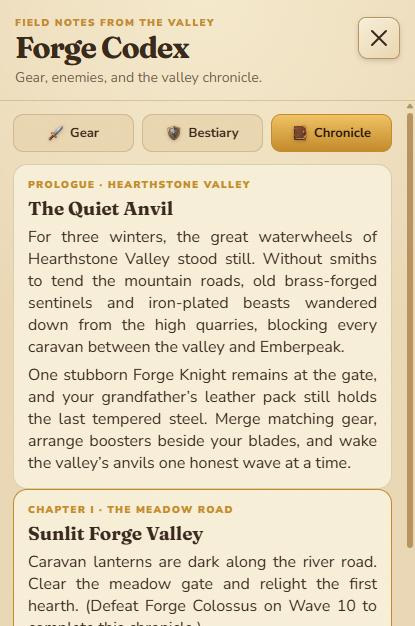 FIELD NOTES FROM THE VALLEY
Forge Codex
Gear, enemies, and the valley chronicle.
Gear
Bestiary
Chronicle
PROLOGUE · HEARTHSTONE VALLEY
The Quiet Anvil
For three winters, the great waterwheels of
Hearthstone Valley stood still. Without smiths
to tend the mountain roads, old brass-forged
sentinels and iron-plated beasts wandered
down from the high quarries, blocking every
caravan between the valley and Emberpeak.
One stubborn Forge Knight remains at the gate,
and your grandfather’s leather pack still holds
the last tempered steel. Merge matching gear,
arrange boosters beside your blades, and wake
the valley’s anvils one honest wave at a time.
CHAPTER I · THE MEADOW ROAD
Sunlit Forge Valley
Caravan lanterns are dark along the river road.
Clear the meadow gate and relight the first
hearth. (Defeat Forge Colossus on Wave 10 to
complete this chronicle.)